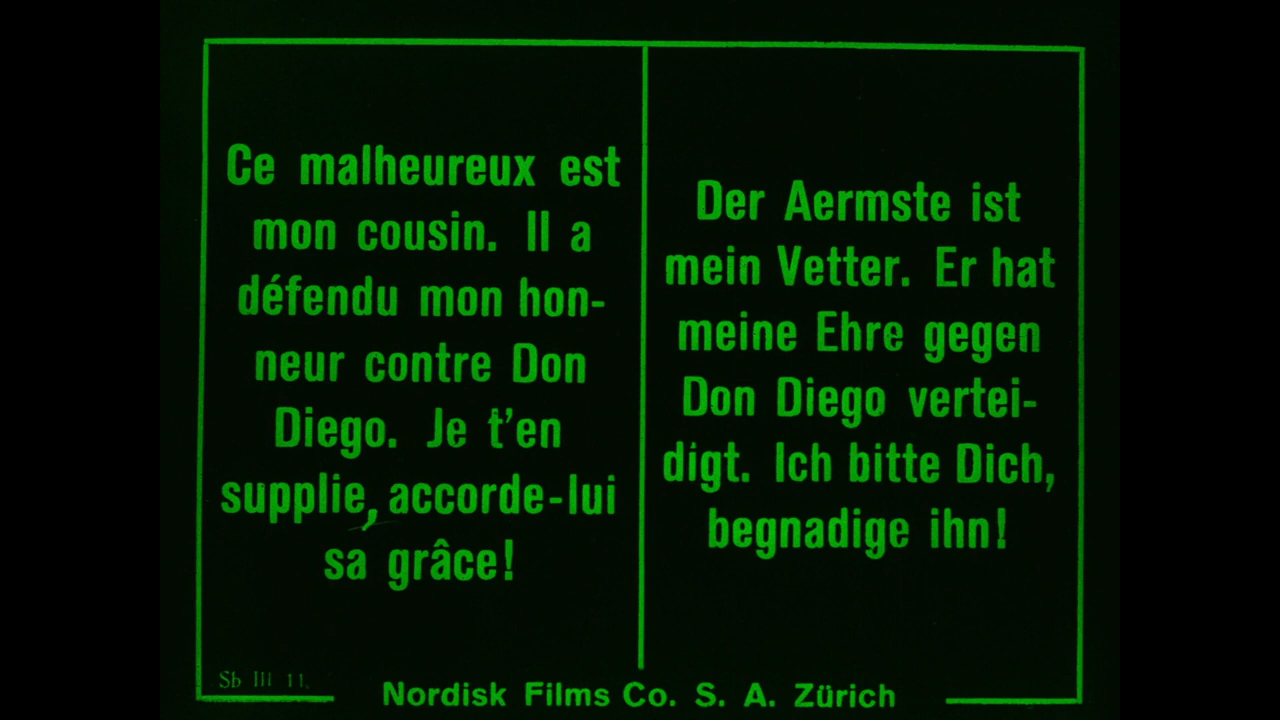 Ce malheureux est
mon cousin. Il a
défendu mon hon-
neur contre Don
Diego. Je t'en
supplie, accorde-lui
sa grâce!
Der Aermste ist
mein Vetter. Er hat
meine Ehre gegen
Don Diego vertei-
digt. Ich bitte Dich,
begnadige ihn!
Sb III 11.
Nordisk Films Co. S. A. Zürich